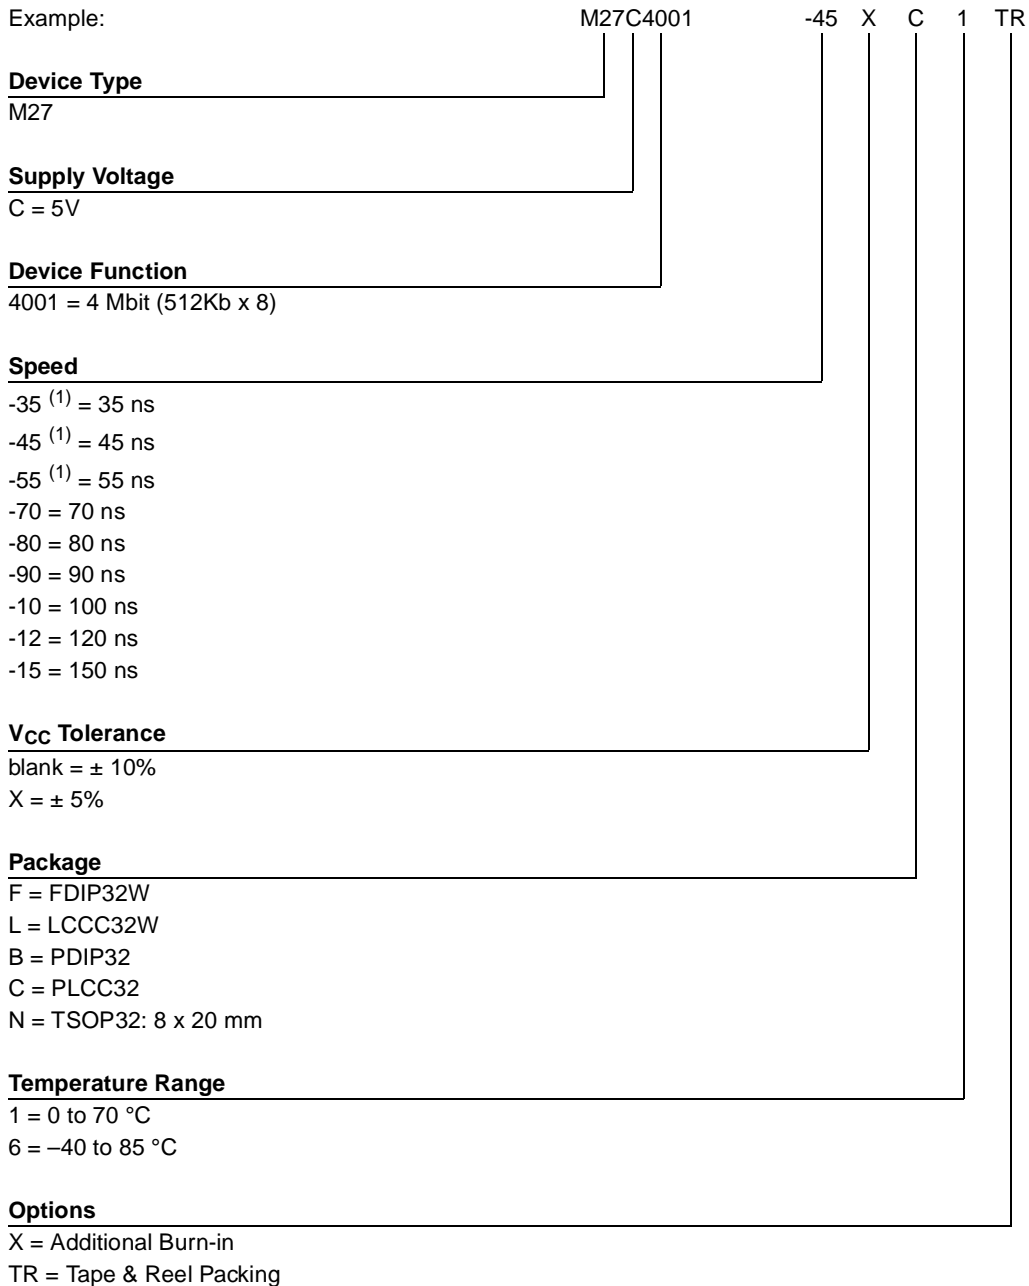 Example: M27C4001 -45 X C 1 TR
Device Type
M27
Supply Voltage
C = 5V
Device Function
4001 = 4 Mbit (512Kb x 8)
Speed
-35 (1) = 35 ns
-45 (1) = 45 ns
-55 (1) = 55 ns
-70 = 70 ns
-80 = 80 ns
-90 = 90 ns
-10 = 100 ns
-12 = 120 ns
-15 = 150 ns
VCC Tolerance
blank = ± 10%
X = ± 5%
Package
F = FDIP32W
L = LCCC32W
B = PDIP32
C = PLCC32
N = TSOP32: 8 x 20 mm
Temperature Range
1 = 0 to 70 °C
6 = –40 to 85 °C
Options
X = Additional Burn-in
TR = Tape & Reel Packing